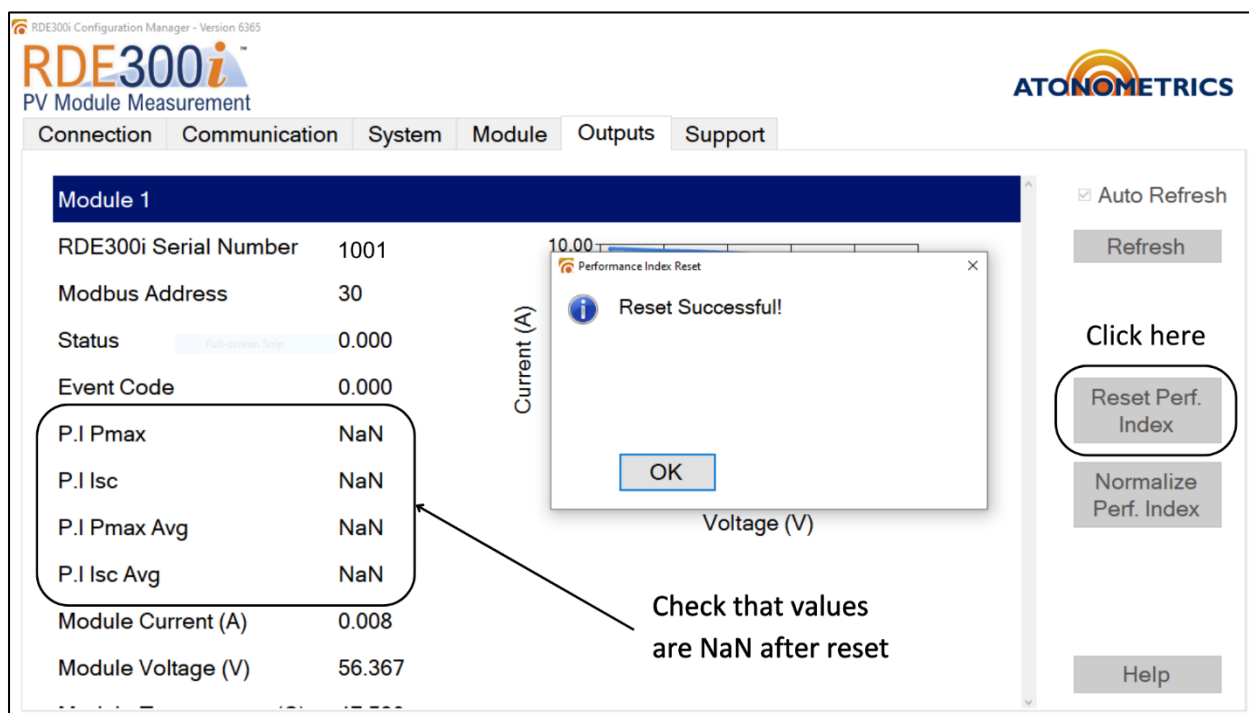 RDE300i Configuration Manager - Version 6365
RDE300i™
PV Module Measurement
ATONOMETRICS
Connection Communication System Module Outputs Support
Module 1
Auto Refresh
RDE300i Serial Number 1001
Refresh
Modbus Address 30
Status 0.000
Full-screen Snip
Event Code 0.000
P.I Pmax NaN
P.I Isc NaN
P.I Pmax Avg NaN
P.I Isc Avg NaN
Module Current (A) 0.008
Module Voltage (V) 56.367
10.00
Current (A)
Voltage (V)
Performance Index Reset
Reset Successful!
OK
Click here
Reset Perf.
Index
Normalize
Perf. Index
Check that values
are NaN after reset
Help